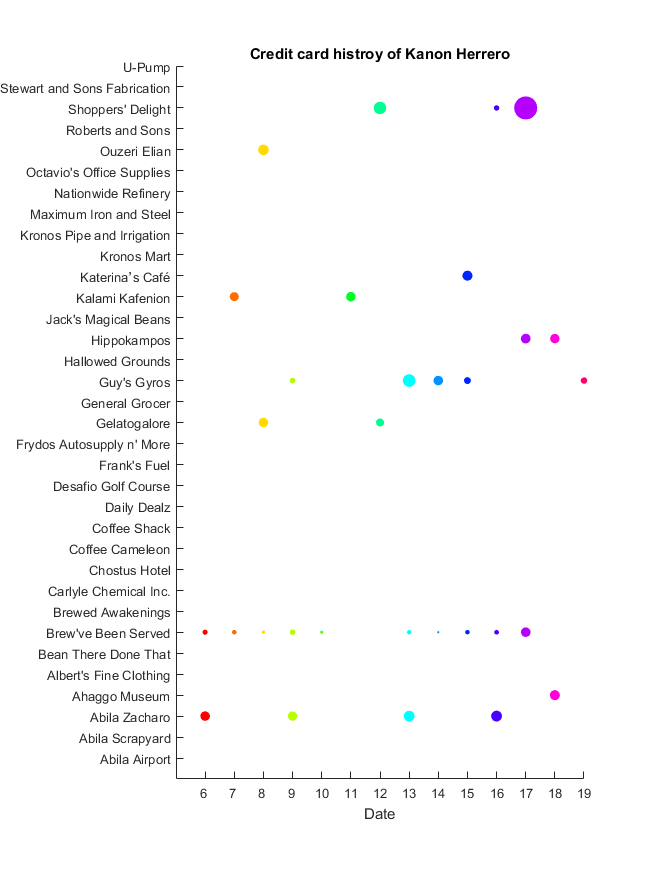 Credit card histroy of Kanon Herrero
U-Pump
Stewart and Sons Fabrication
Shoppers' Delight
Roberts and Sons
Ouzeri Elian
Octavio's Office Supplies
Nationwide Refinery
Maximum Iron and Steel
Kronos Pipe and Irrigation
Kronos Mart
Katerina’s Café
Kalami Kafenion
Jack's Magical Beans
Hippokampos
Hallowed Grounds
Guy's Gyros
General Grocer
Gelatogalore
Frydos Autosupply n' More
Frank's Fuel
Desafio Golf Course
Daily Dealz
Coffee Shack
Coffee Cameleon
Chostus Hotel
Carlyle Chemical Inc.
Brewed Awakenings
Brew've Been Served
Bean There Done That
Albert's Fine Clothing
Ahaggo Museum
Abila Zacharo
Abila Scrapyard
Abila Airport
6 7 8 9 10 11 12 13 14 15 16 17 18 19
Date